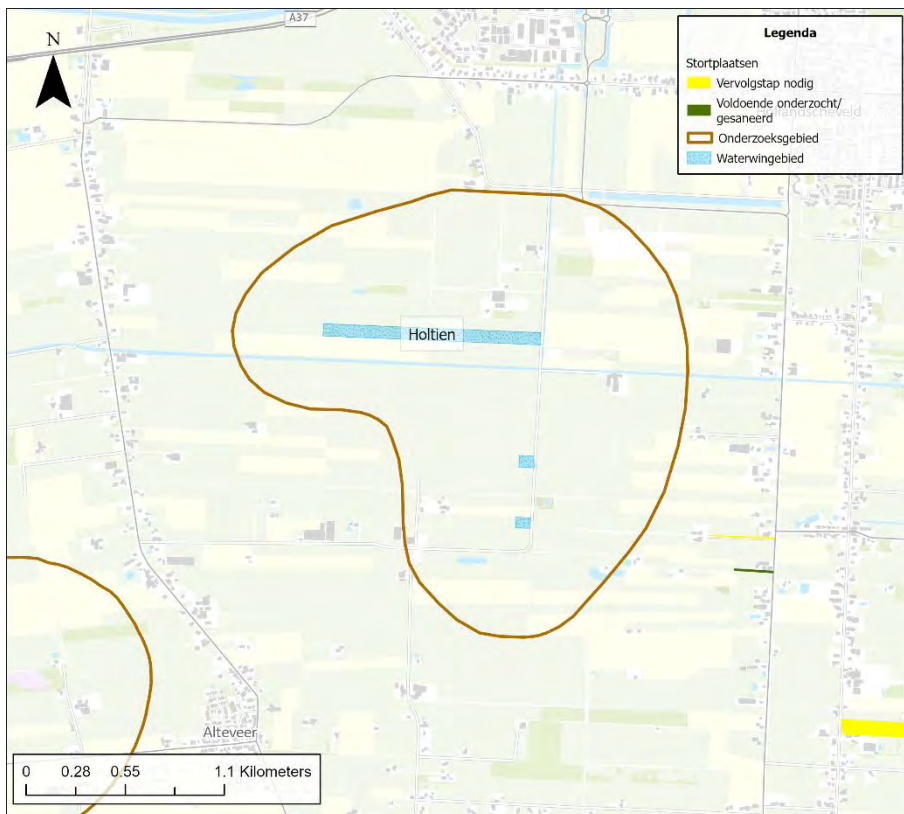 A37
N
Legenda
Stortplaatsen
Vervolgstap nodig
Voldoende onderzocht/
gesaneerd
Onderzoeksgebied
Waterwingebied
landscheveld
Holtien
Alteveer
0 0.28 0.55 1.1 Kilometers